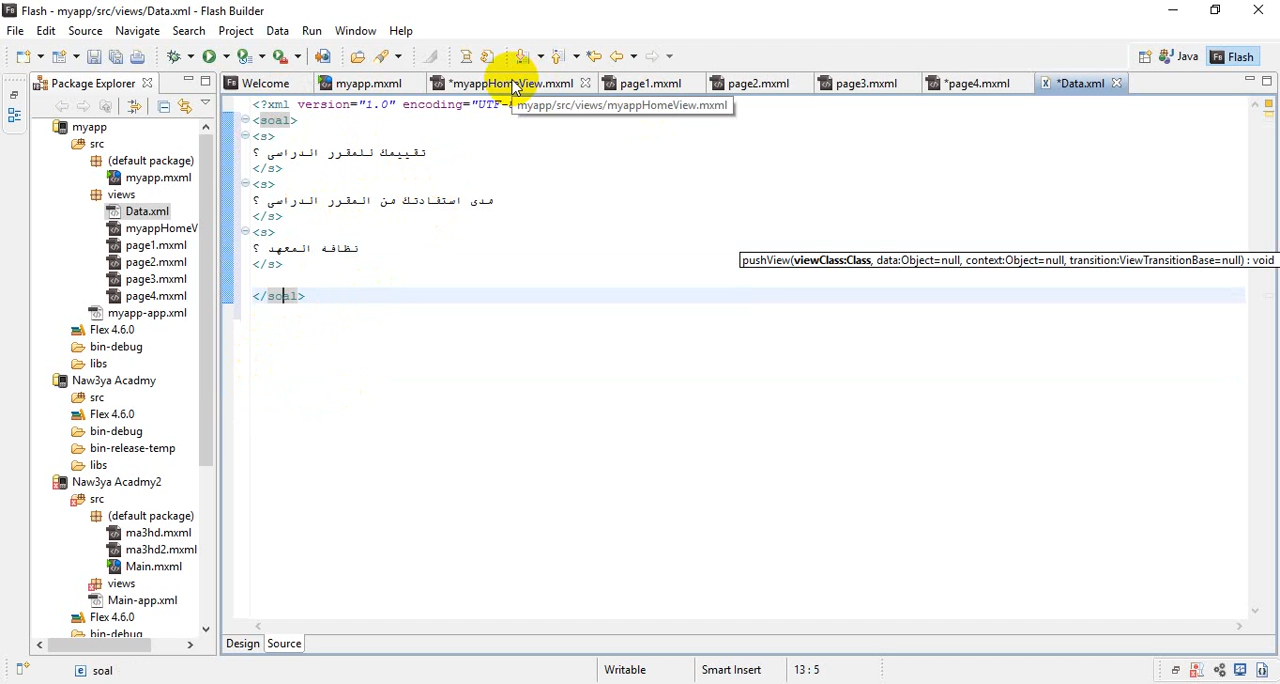 Flash - myapp/src/views/Data.xml - Flash Builder
File Edit Source Navigate Search Project Data Run Window Help
Java Flash
Package Explorer Welcome myapp.mxml *myappHomeView.mxml page1.mxml page2.mxml page3.mxml *page4.mxml *Data.xml
<?xml version="1.0" encoding="UTF-
myapp/src/views/myappHomeView.mxml
<soal>
<s>
تقييمك للمقرر الدراسى ؟
</s>
<s>
مدى استفادتك من المقرر الدراسى ؟
</s>
<s>
نظافه المعهد ؟
</s>
</soal>
pushView(viewClass:Class, data:Object=null, context:Object=null, transition:ViewTransitionBase=null) : void
myapp
src
(default package)
myapp.mxml
views
Data.xml
myappHomeV
page1.mxml
page2.mxml
page3.mxml
page4.mxml
myapp-app.xml
Flex 4.6.0
bin-debug
libs
Naw3ya Acadmy
src
Flex 4.6.0
bin-debug
bin-release-temp
libs
Naw3ya Acadmy2
src
(default package)
ma3hd.mxml
ma3hd2.mxml
Main.mxml
views
Main-app.xml
Flex 4.6.0
bin-debug
Design Source
soal Writable Smart Insert 13 : 5